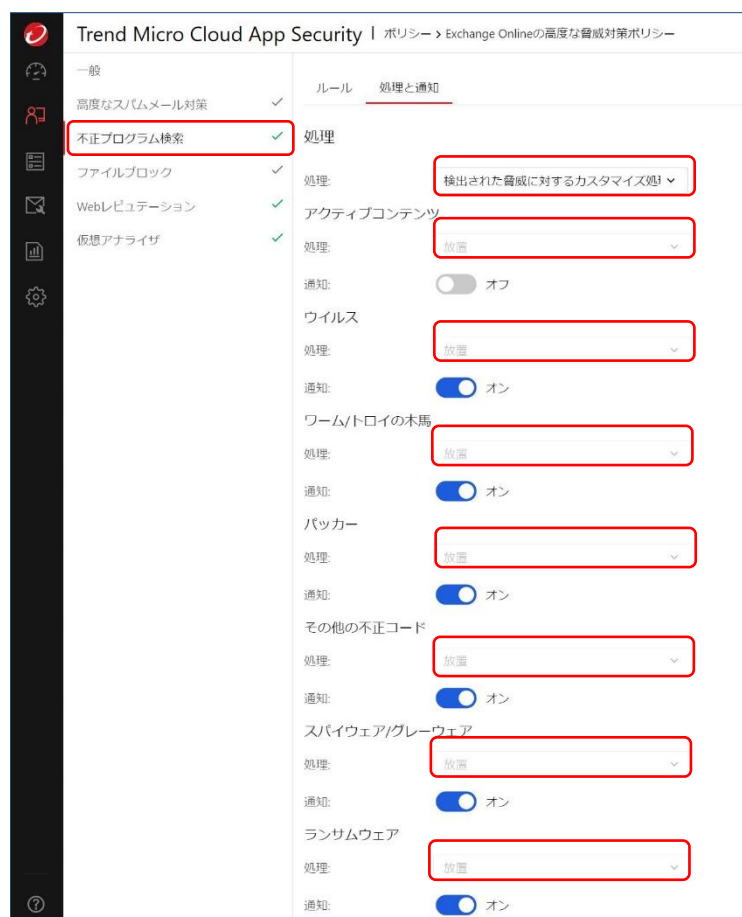 Trend Micro Cloud App Security | ポリシー > Exchange Onlineの高度な脅威対策ポリシー
一般
高度なスパムメール対策
不正プログラム検索
ファイルブロック
Webレピュテーション
仮想アナライザ
ルール 処理と通知
処理
処理: 検出された脅威に対するカスタマイズ処
アクティブコンテンツ
処理: 放置
通知: オフ
ウイルス
処理: 放置
通知: オン
ワーム/トロイの木馬
処理: 放置
通知: オン
パッカー
処理: 放置
通知: オン
その他の不正コード
処理: 放置
通知: オン
スパイウェア/グレーウェア
処理: 放置
通知: オン
ランサムウェア
処理: 放置
通知: オン